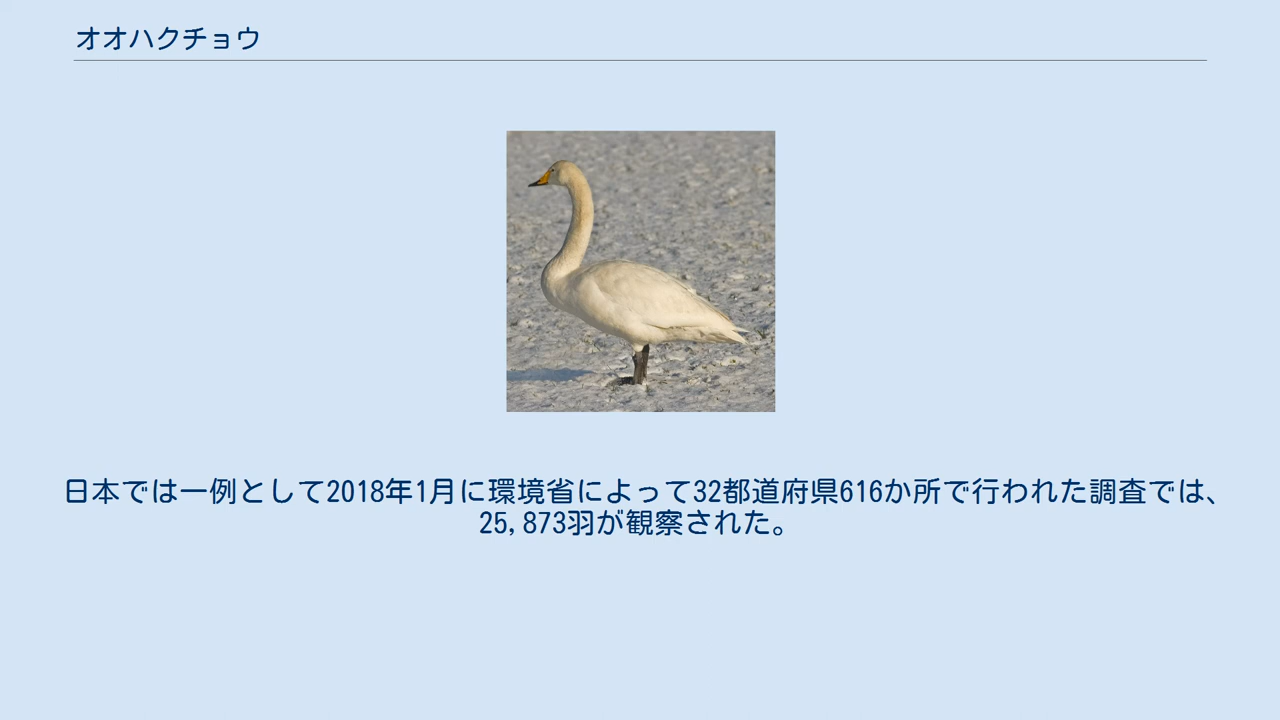 オオハクチョウ
日本では一例として2018年1月に環境省によって32都道府県616か所で行われた調査では、
25,873羽が観察された。